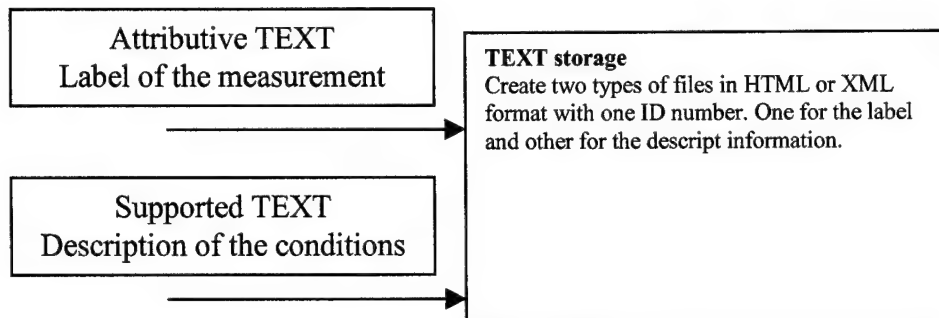 Attributive TEXT
Label of the measurement
Supported TEXT
Description of the conditions
TEXT storage
Create two types of files in HTML or XML
format with one ID number. One for the label
and other for the descript information.